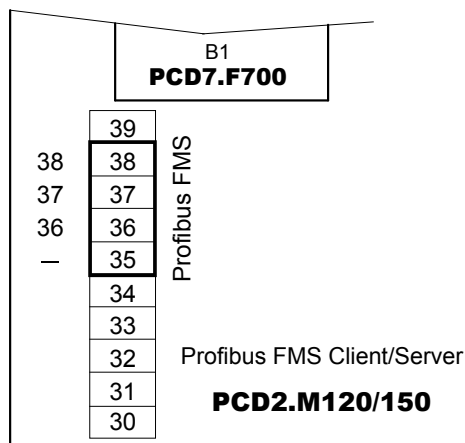 B1
PCD7.F700
39
38 38
37 37
36 36
— 35
Profibus FMS
34
33
32 Profibus FMS Client/Server
31 PCD2.M120/150
30